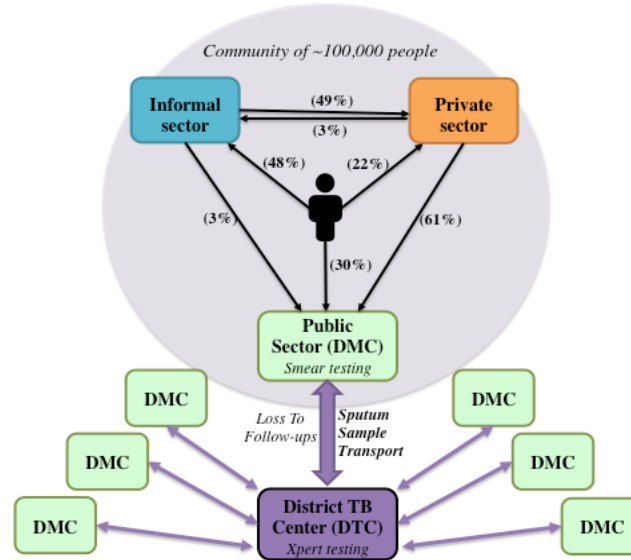 Community of ~100,000 people
Informal
sector
(49%)
(3%)
Private
sector
(48%)
(22%)
(3%)
(61%)
(30%)
Public
Sector (DMC)
Smear testing
DMC
DMC
DMC
Loss To
Follow-ups
Sputum
Sample
Transport
DMC
DMC
DMC
District TB
Center (DTC)
Xpert testing